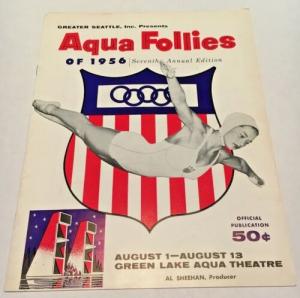 GREATER SEATTLE, Inc. Presents
Aqua Follies
OF 1956 Seventh Annual Edition
OFFICIAL
PUBLICATION
50¢
AUGUST 1—AUGUST 13
GREEN LAKE AQUA THEATRE
AL SHEEHAN, Producer